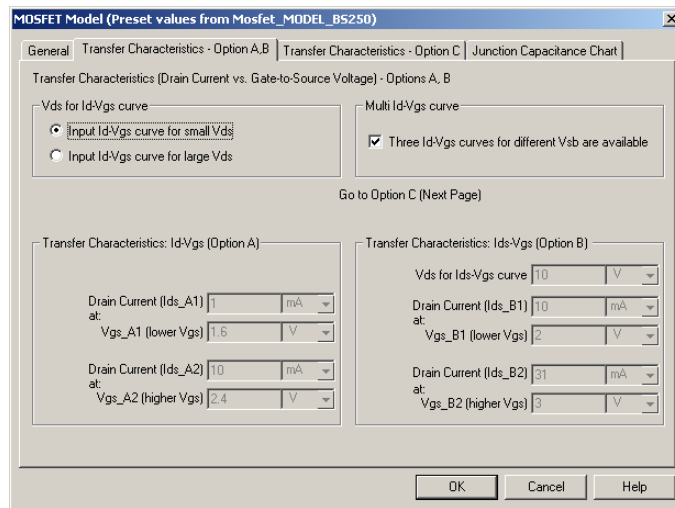 MOSFET Model (Preset values from Mosfet_MODEL_BS250)
General
Transfer Characteristics - Option A,B
Transfer Characteristics - Option C
Junction Capacitance Chart
Transfer Characteristics (Drain Current vs. Gate-to-Source Voltage) - Options A, B
Vds for Id-Vgs curve
Input Id-Vgs curve for small Vds
Input Id-Vgs curve for large Vds
Multi Id-Vgs curve
Three Id-Vgs curves for different Vsb are available
Go to Option C (Next Page)
Transfer Characteristics: Id-Vgs (Option A)
Drain Current (Ids_A1) 1 mA
at:
Vgs_A1 (lower Vgs) 1.6 V
Drain Current (Ids_A2) 10 mA
at:
Vgs_A2 (higher Vgs) 2.4 V
Transfer Characteristics: Ids-Vgs (Option B)
Vds for Ids-Vgs curve 10 V
Drain Current (Ids_B1) 10 mA
at:
Vgs_B1 (lower Vgs) 2 V
Drain Current (Ids_B2) 31 mA
at:
Vgs_B2 (higher Vgs) 3 V
OK
Cancel
Help